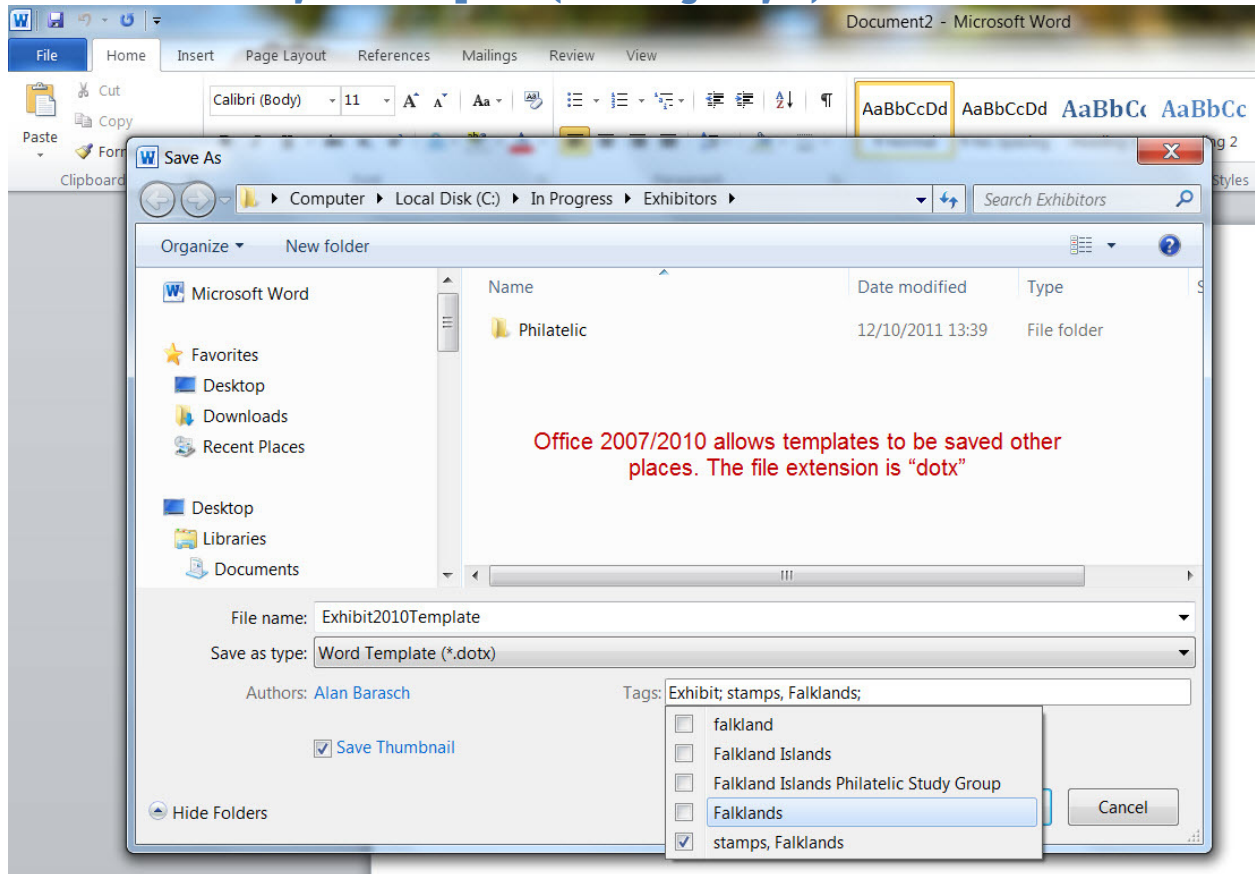 Document2 - Microsoft Word
File Home Insert Page Layout References Mailings Review View
Cut
Copy
Paste
Calibri (Body) 11
Aa
AaBbCcDd AaBbCcDd AaBbC AaBbCc
Clipboard
Styles
Save As
Computer Local Disk (C:) In Progress Exhibitors
Search Exhibitors
Organize New folder
Microsoft Word
Favorites
Desktop
Downloads
Recent Places
Desktop
Libraries
Documents
Name Date modified Type
Philatelic 12/10/2011 13:39 File folder
Office 2007/2010 allows templates to be saved other
places. The file extension is “dotx”
File name: Exhibit2010Template
Save as type: Word Template (*.dotx)
Authors: Alan Barasch Tags: Exhibit; stamps, Falklands;
Save Thumbnail
falkland
Falkland Islands
Falkland Islands Philatelic Study Group
Falklands
stamps, Falklands
Hide Folders
Cancel